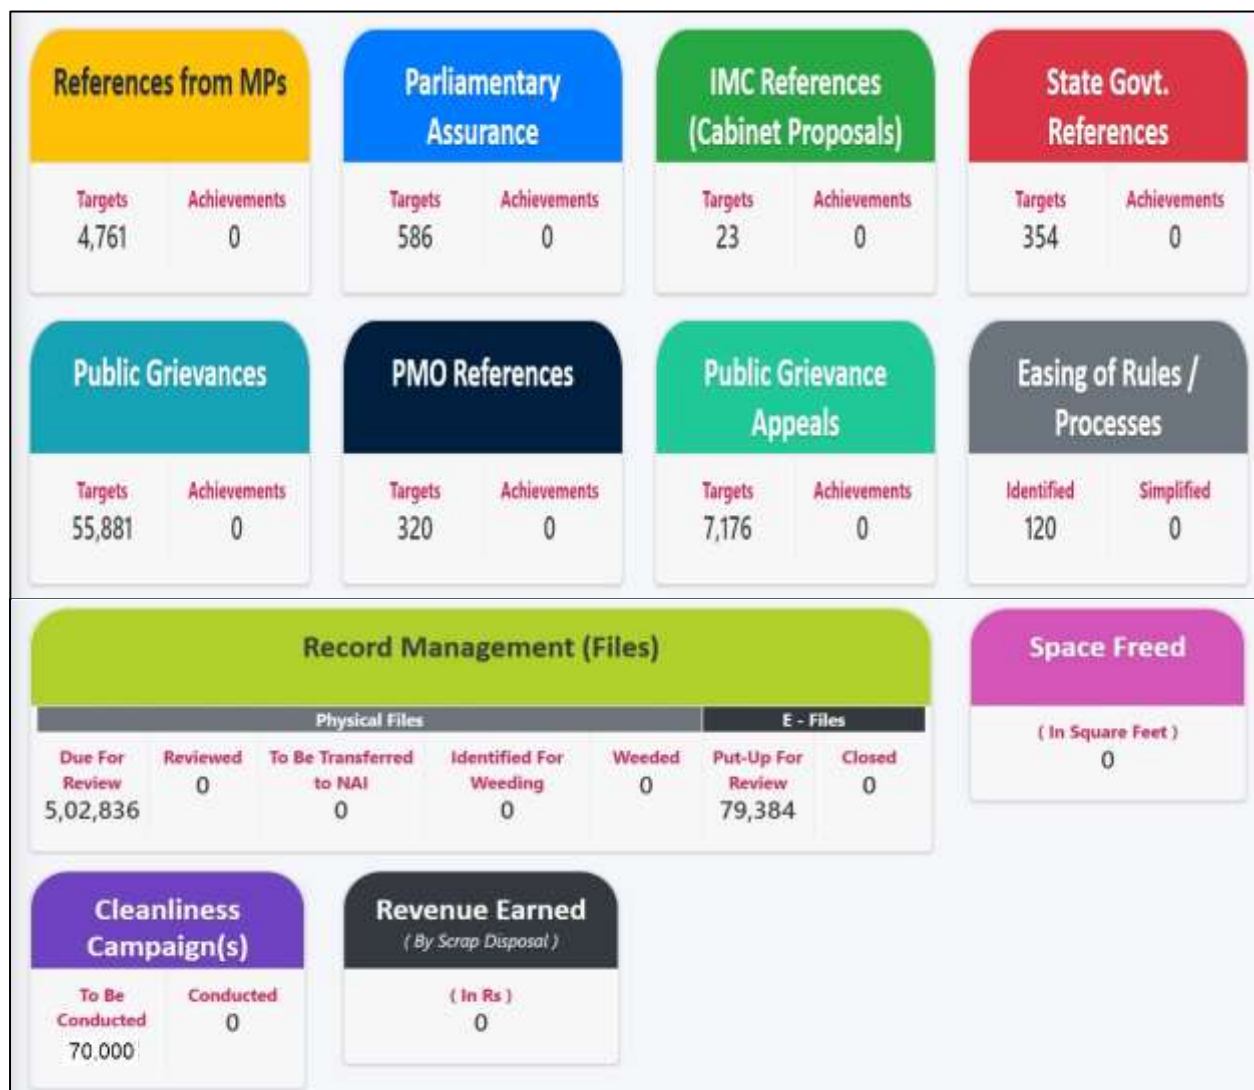 References from MPs
Targets Achievements
4,761 0
Parliamentary
Assurance
Targets Achievements
586 0
IMC References
(Cabinet Proposals)
Targets Achievements
23 0
State Govt.
References
Targets Achievements
354 0
Public Grievances
Targets Achievements
55,881 0
PMO References
Targets Achievements
320 0
Public Grievance
Appeals
Targets Achievements
7,176 0
Easing of Rules /
Processes
Identified Simplified
120 0
Record Management (Files)
Physical Files E - Files
Due For Reviewed To Be Transferred Identified For Weeded Put-Up For Closed
Review 0 to NAI Weeding 0 Review 0
5,02,836 0 0 79,384
Space Freed
( In Square Feet )
0
Cleanliness
Campaign(s)
To Be Conducted
Conducted 0
70.000
Revenue Earned
( By Scrap Disposal )
( In Rs )
0